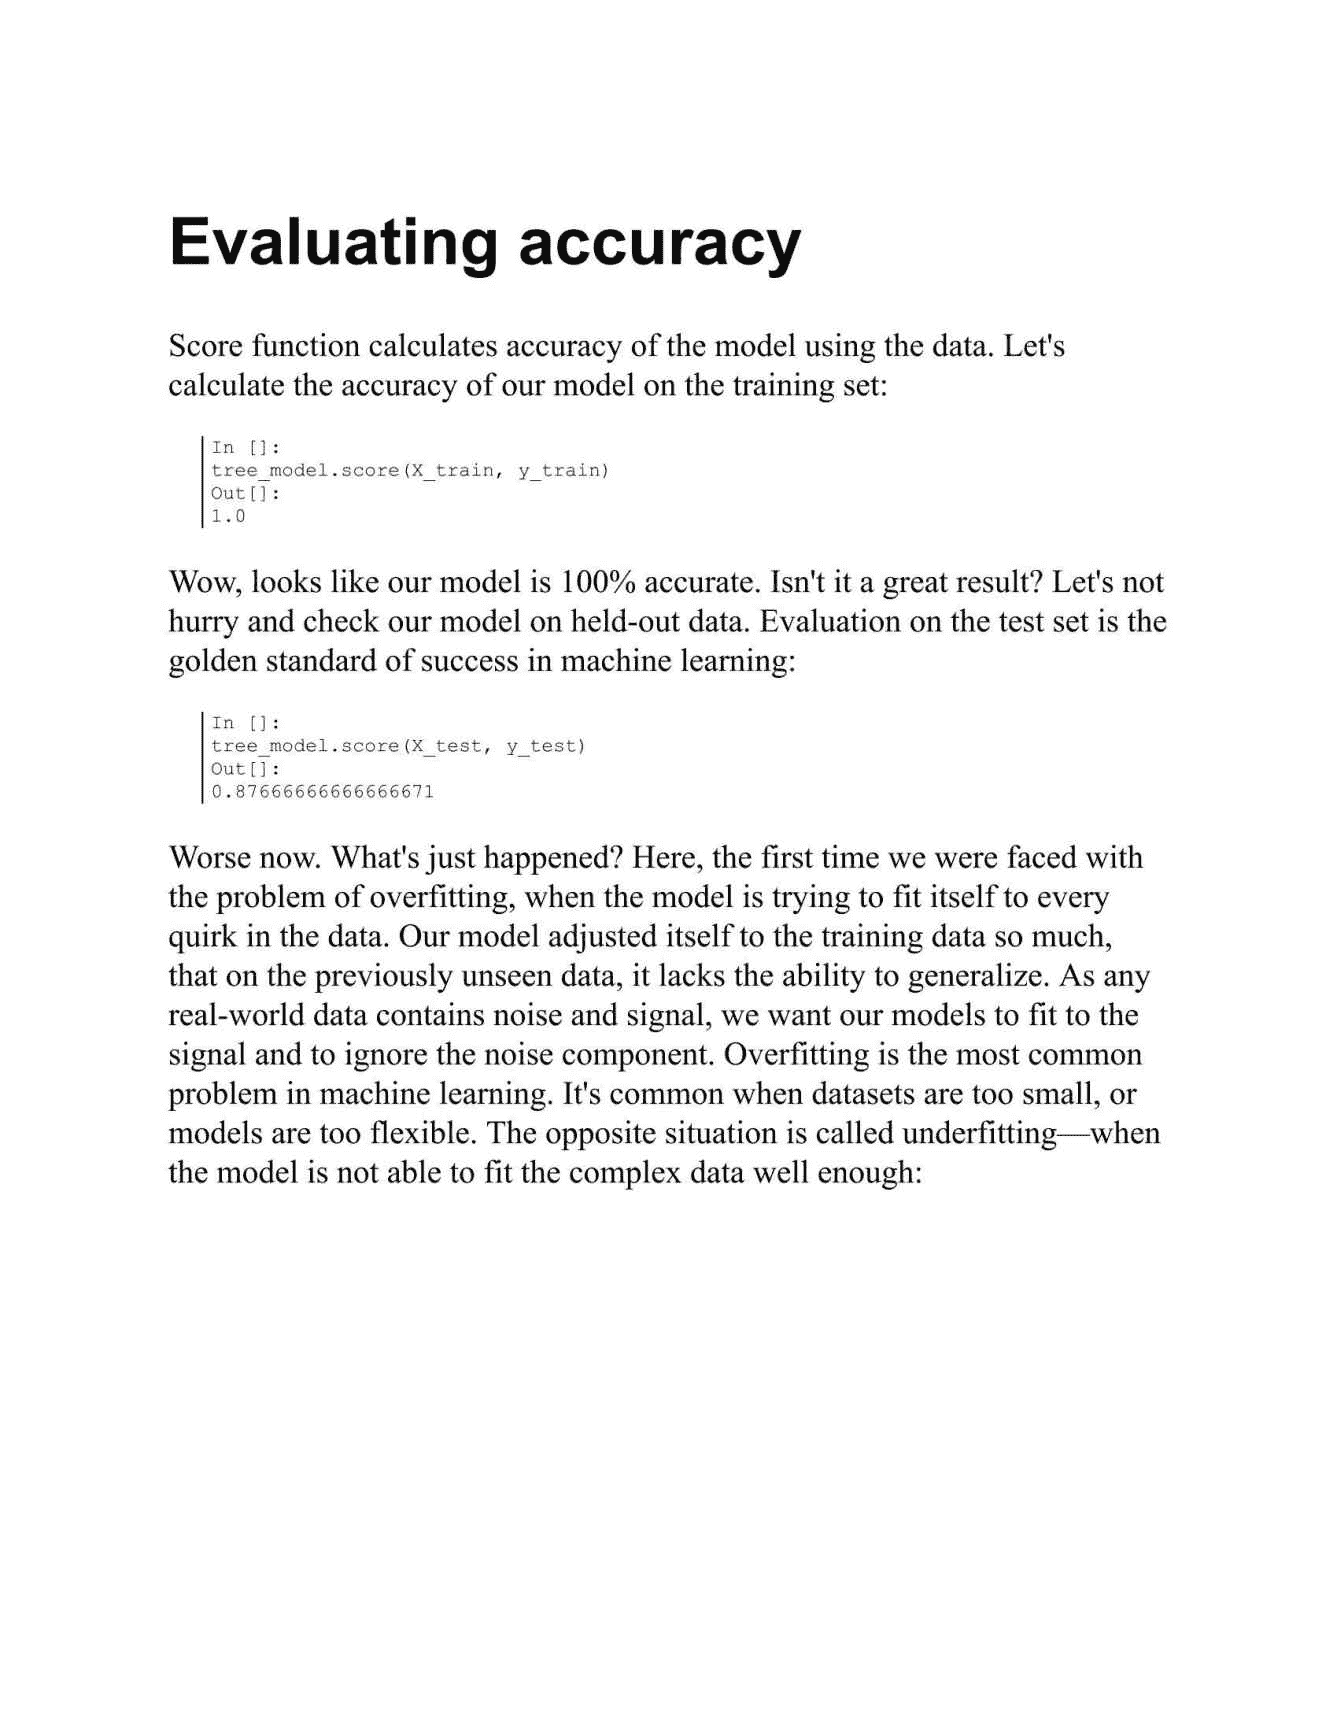 Evaluating accuracy
Score function calculates accuracy of the model using the data. Let's
calculate the accuracy of our model on the training set:
In []:
tree_model.score(X_train, y_train)
Out[]:
1.0
Wow, looks like our model is 100% accurate. Isn't it a great result? Let's not
hurry and check our model on held-out data. Evaluation on the test set is the
golden standard of success in machine learning:
In []:
tree_model.score(X_test, y_test)
Out[]:
0.87666666666666671
Worse now. What's just happened? Here, the first time we were faced with
the problem of overfitting, when the model is trying to fit itself to every
quirk in the data. Our model adjusted itself to the training data so much,
that on the previously unseen data, it lacks the ability to generalize. As any
real-world data contains noise and signal, we want our models to fit to the
signal and to ignore the noise component. Overfitting is the most common
problem in machine learning. It's common when datasets are too small, or
models are too flexible. The opposite situation is called underfitting—when
the model is not able to fit the complex data well enough: